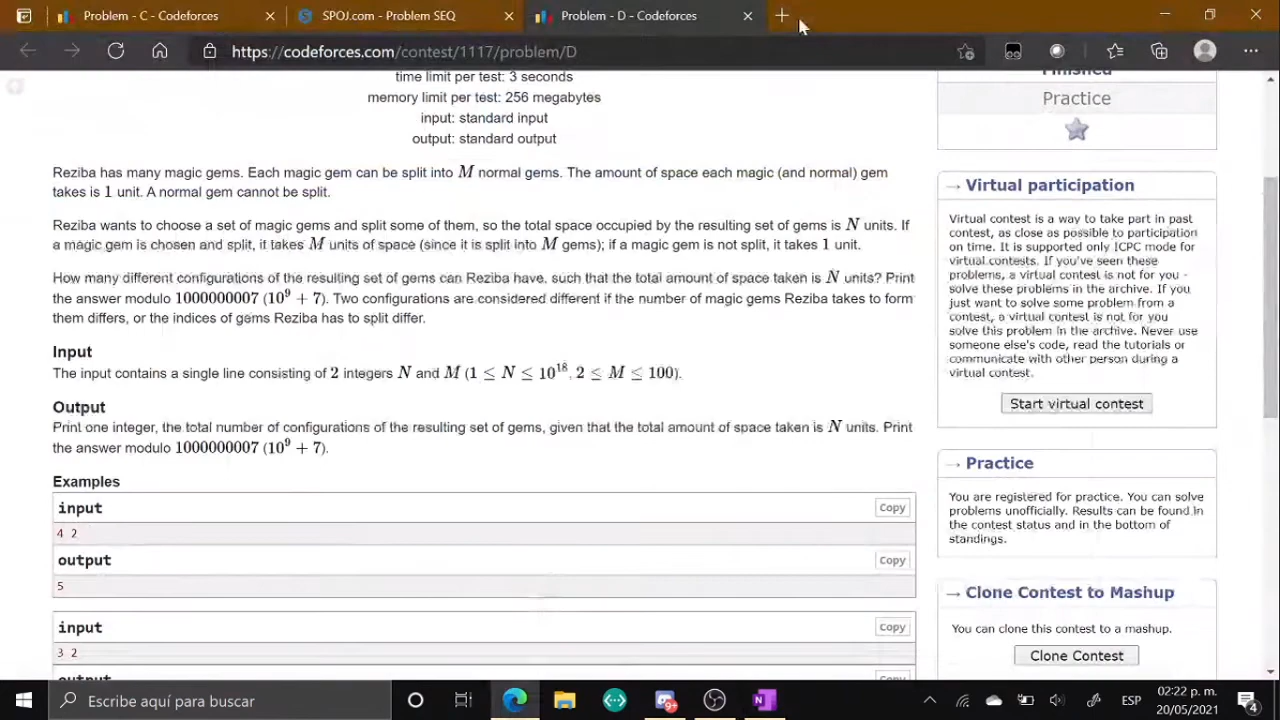 Problem - C - Codeforces
SPOJ.com - Problem SEQ
Problem - D - Codeforces
https://codeforces.com/contest/1117/problem/D
time limit per test: 3 seconds
memory limit per test: 256 megabytes
input: standard input
output: standard output
Reziba has many magic gems. Each magic gem can be split into M normal gems. The amount of space each magic (and normal) gem
takes is 1 unit. A normal gem cannot be split.
Reziba wants to choose a set of magic gems and split some of them, so the total space occupied by the resulting set of gems is N units. If
a magic gem is chosen and split, it takes M units of space (since it is split into M gems); if a magic gem is not split, it takes 1 unit.
How many different configurations of the resulting set of gems can Reziba have, such that the total amount of space taken is N units? Print
the answer modulo 1000000007 (10⁹ + 7). Two configurations are considered different if the number of magic gems Reziba takes to form
them differs, or the indices of gems Reziba has to split differ.
Input
The input contains a single line consisting of 2 integers N and M (1 ≤ N ≤ 10¹⁸, 2 ≤ M ≤ 100).
Output
Print one integer, the total number of configurations of the resulting set of gems, given that the total amount of space taken is N units. Print
the answer modulo 1000000007 (10⁹ + 7).
Examples
input
Copy
4 2
output
Copy
5
input
Copy
3 2
output
Copy
Finished
Practice
→ Virtual participation
Virtual contest is a way to take part in past
contest, as close as possible to participation
on time. It is supported only ICPC mode for
virtual contests. If you've seen these
problems, a virtual contest is not for you -
solve these problems in the archive. If you
just want to solve some problem from a
contest, a virtual contest is not for you -
solve this problem in the archive. Never use
someone else's code, read the tutorials or
communicate with other person during a
virtual contest.
Start virtual contest
→ Practice
You are registered for practice. You can solve
problems unofficially. Results can be found in
the contest status and in the bottom of
standings.
→ Clone Contest to Mashup
You can clone this contest to a mashup.
Clone Contest
Escribe aquí para buscar
ESP
02:22 p. m.
20/05/2021
4